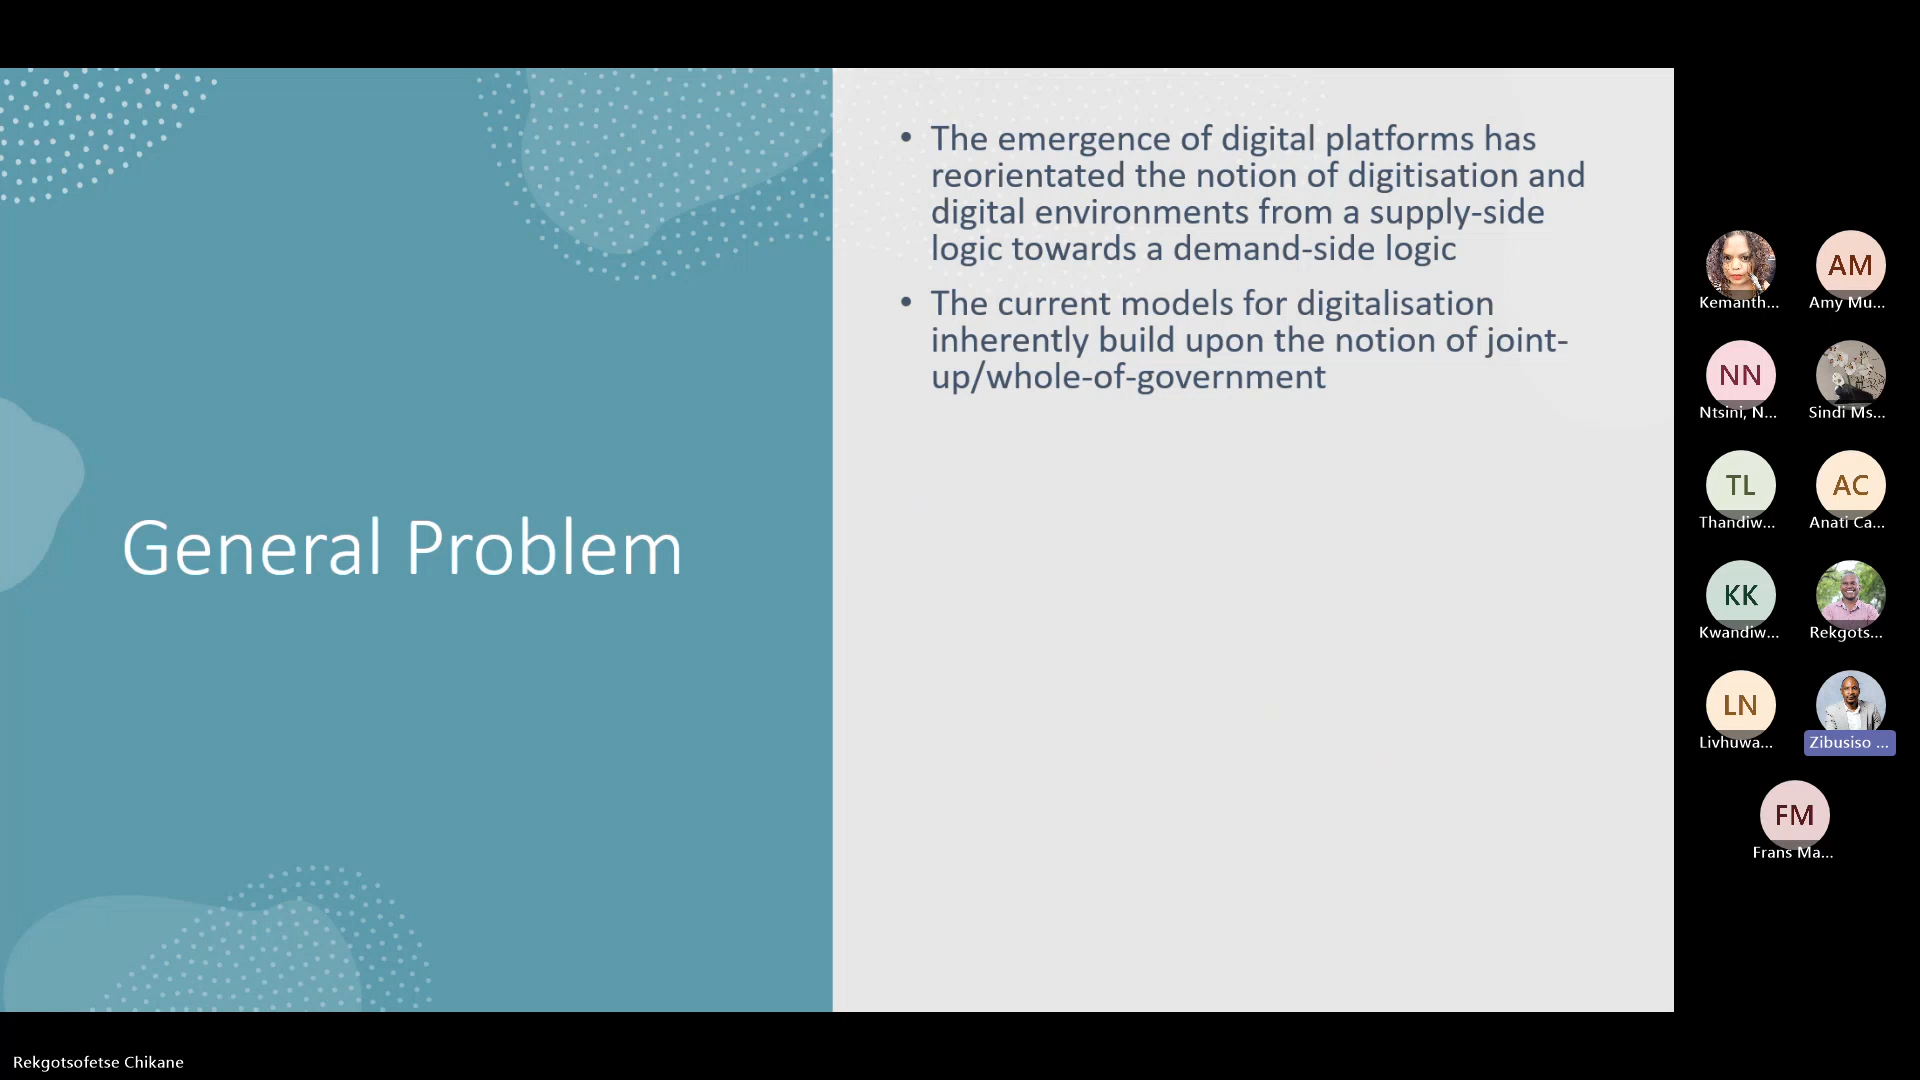 General Problem
• The emergence of digital platforms has
reorientated the notion of digitisation and
digital environments from a supply-side
logic towards a demand-side logic
• The current models for digitalisation
inherently build upon the notion of joint-
up/whole-of-government
Kemanth...
AM
Amy Mu...
NN
Ntsini, N...
Sindi Ms...
TL
Thandiw...
AC
Anati Ca...
KK
Kwandiw...
Rekgots...
LN
Livhuwa...
Zibusiso ...
FM
Frans Ma...
Rekgotsofetse Chikane